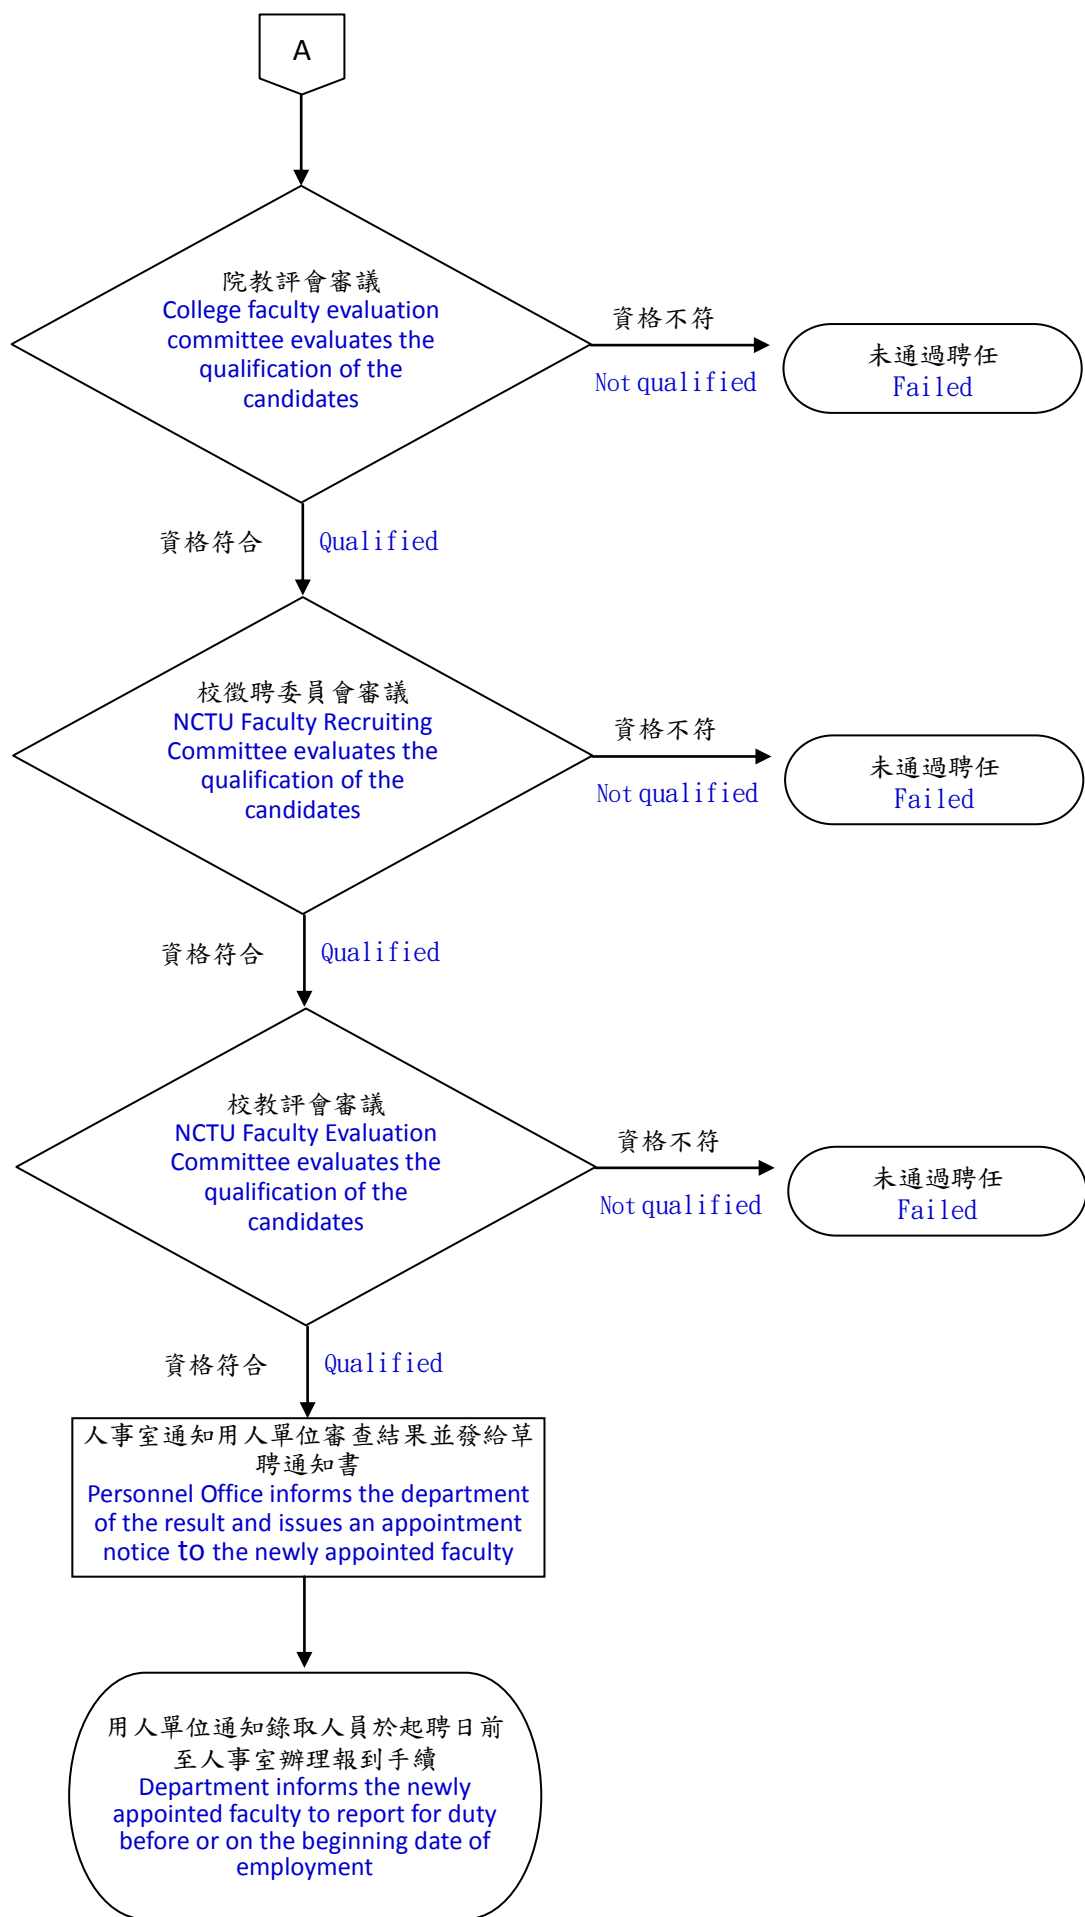 A
院教評會審議
College faculty evaluation
committee evaluates the
qualification of the
candidates
資格不符
Not qualified
未通過聘任
Failed
資格符合
Qualified
校徵聘委員會審議
NCTU Faculty Recruiting
Committee evaluates the
qualification of the
candidates
資格不符
Not qualified
未通過聘任
Failed
資格符合
Qualified
校教評會審議
NCTU Faculty Evaluation
Committee evaluates the
qualification of the
candidates
資格不符
Not qualified
未通過聘任
Failed
資格符合
Qualified
人事室通知用人單位審查結果並發給草
聘通知書
Personnel Office informs the department
of the result and issues an appointment
notice to the newly appointed faculty
用人單位通知錄取人員於起聘日前
至人事室辦理報到手續
Department informs the newly
appointed faculty to report for duty
before or on the beginning date of
employment